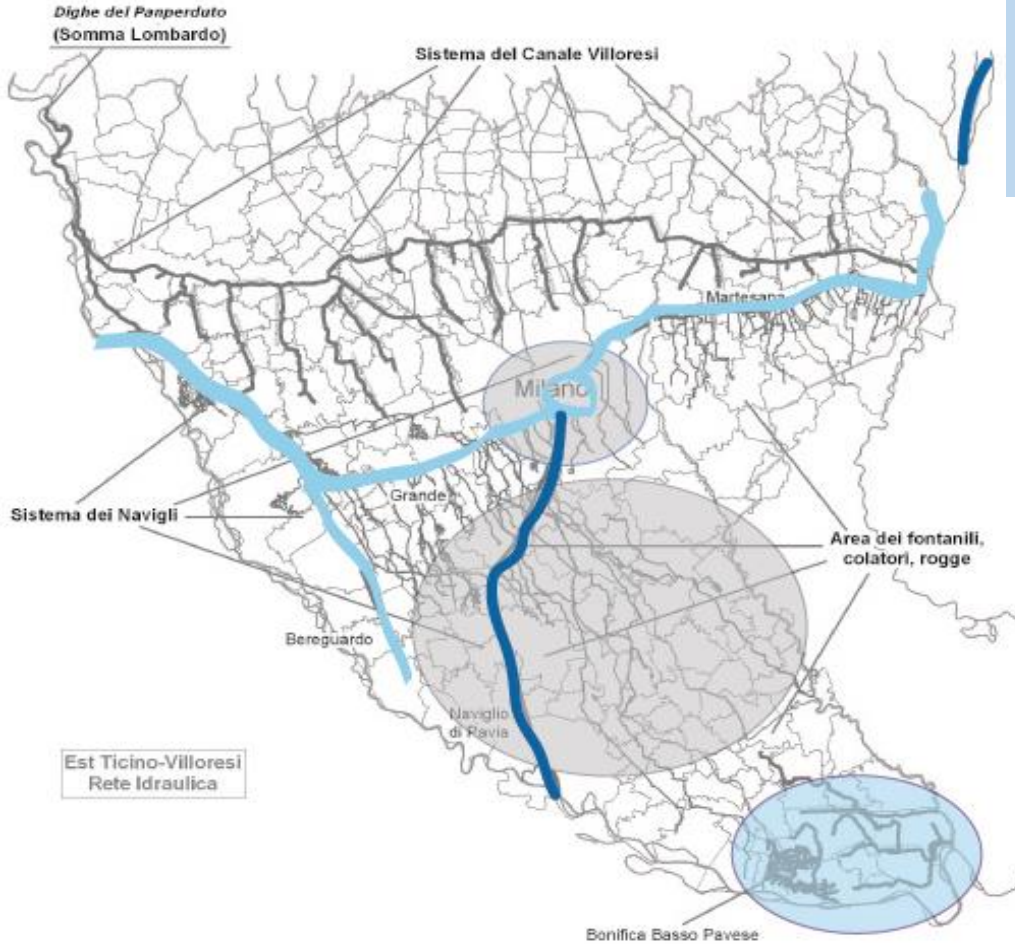 Dighe del Panperduto
(Somma Lombardo)
Sistema del Canale Villoresi
Martesana
Milano
Grande
Sistema dei Navigli
Area dei fontanili,
colatori, rogge
Bereguardo
Naviglio
di Pavia
Est Ticino-Villoresi
Rete Idraulica
Bonifica Basso Pavese